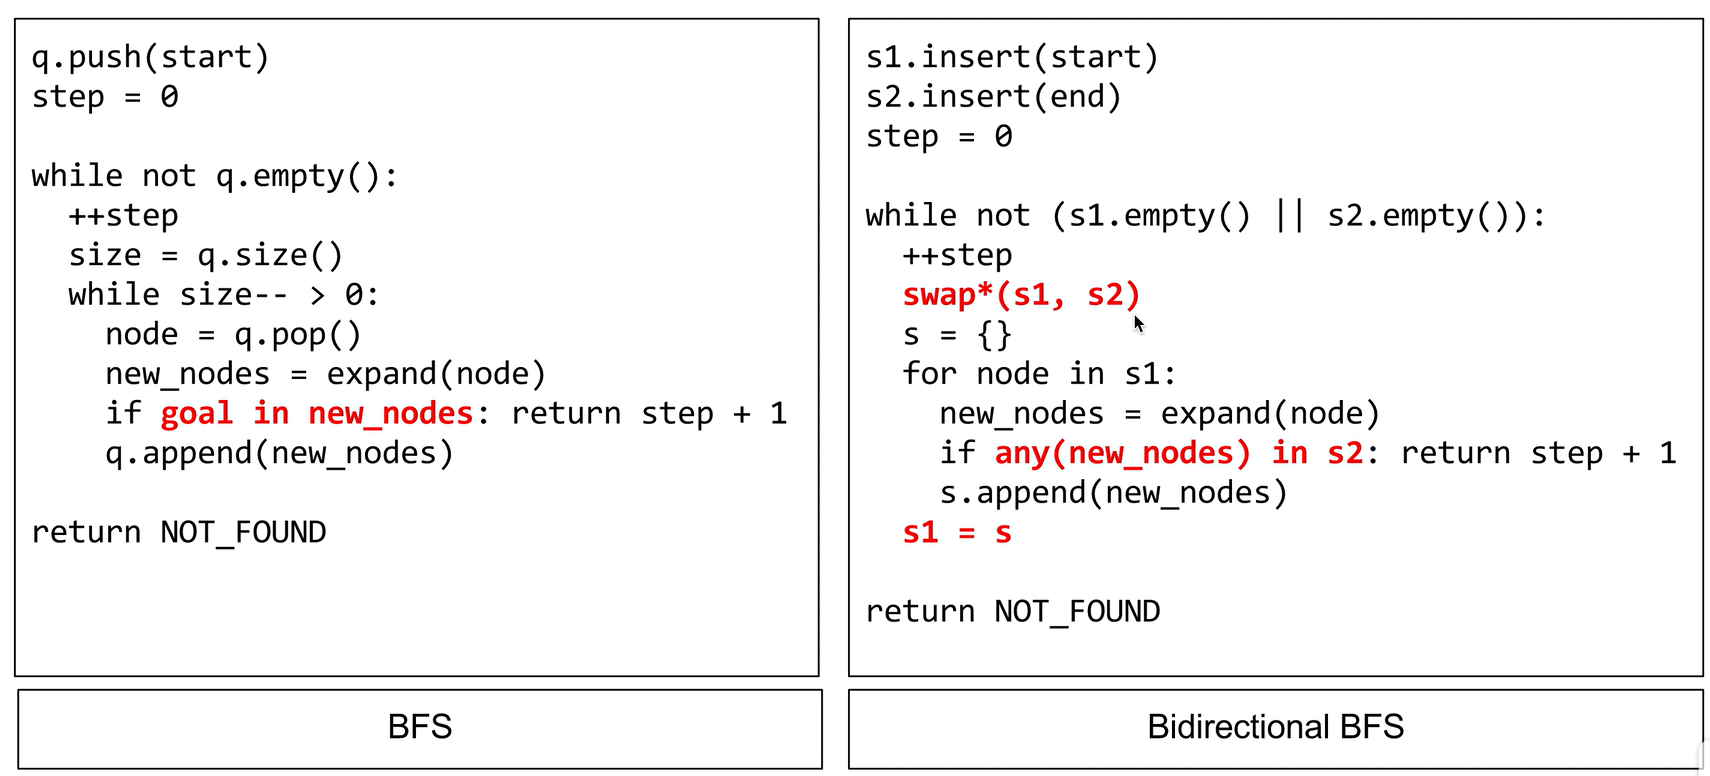 q.push(start)
step = 0
while not q.empty():
++step
size = q.size()
while size-- > 0:
node = q.pop()
new_nodes = expand(node)
if goal in new_nodes: return step + 1
q.append(new_nodes)
return NOT_FOUND
BFS
s1.insert(start)
s2.insert(end)
step = 0
while not (s1.empty() || s2.empty()):
++step
swap*(s1, s2)
s = {}
for node in s1:
new_nodes = expand(node)
if any(new_nodes) in s2: return step + 1
s.append(new_nodes)
s1 = s
return NOT_FOUND
Bidirectional BFS